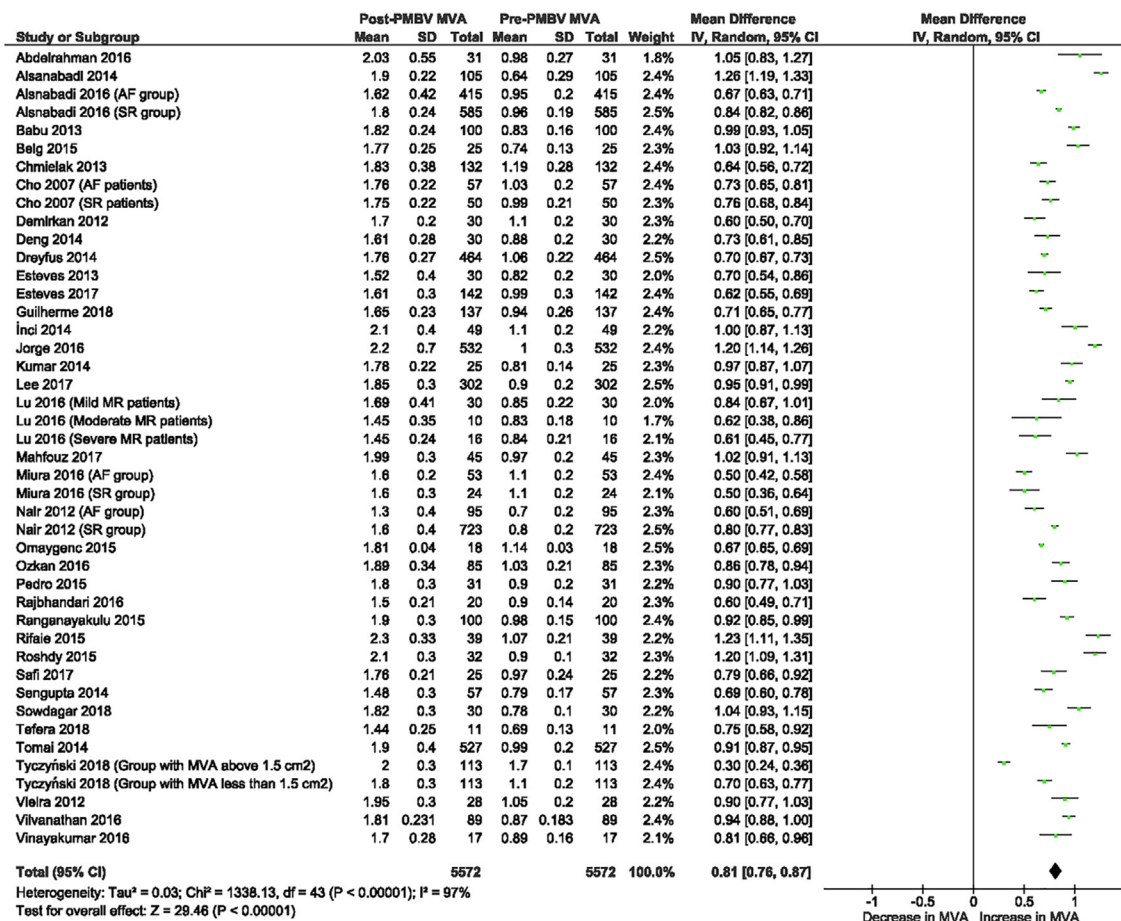 Post-PMBV MVA Pre-PMBV MVA Mean Difference Mean Difference
Study or Subgroup Mean SD Total Mean SD Total Weight IV, Random, 95% CI IV, Random, 95% CI
Abdelrahman 2016 2.03 0.55 31 0.98 0.27 31 1.8% 1.05 [0.83, 1.27]
Alsanabadi 2014 1.9 0.22 105 0.64 0.29 105 2.4% 1.26 [1.19, 1.33]
Alsnabadi 2016 (AF group) 1.62 0.42 415 0.95 0.2 415 2.4% 0.67 [0.63, 0.71]
Alsnabadi 2016 (SR group) 1.8 0.24 585 0.96 0.19 585 2.5% 0.84 [0.82, 0.86]
Babu 2013 1.82 0.24 100 0.83 0.16 100 2.4% 0.99 [0.93, 1.05]
Belg 2015 1.77 0.25 25 0.74 0.13 25 2.3% 1.03 [0.92, 1.14]
Chmielak 2013 1.83 0.38 132 1.19 0.28 132 2.4% 0.64 [0.56, 0.72]
Cho 2007 (AF patients) 1.76 0.22 57 1.03 0.2 57 2.4% 0.73 [0.65, 0.81]
Cho 2007 (SR patients) 1.75 0.22 50 0.99 0.21 50 2.4% 0.76 [0.68, 0.84]
Demirkan 2012 1.7 0.2 30 1.1 0.2 30 2.3% 0.60 [0.50, 0.70]
Deng 2014 1.61 0.28 30 0.88 0.2 30 2.2% 0.73 [0.61, 0.85]
Dreyfus 2014 1.76 0.27 464 1.06 0.22 464 2.5% 0.70 [0.67, 0.73]
Esteves 2013 1.52 0.4 30 0.82 0.2 30 2.0% 0.70 [0.54, 0.86]
Esteves 2017 1.61 0.3 142 0.99 0.3 142 2.4% 0.62 [0.55, 0.69]
Guilherme 2018 1.65 0.23 137 0.94 0.26 137 2.4% 0.71 [0.65, 0.77]
İnci 2014 2.1 0.4 49 1.1 0.2 49 2.2% 1.00 [0.87, 1.13]
Jorge 2016 2.2 0.7 532 1 0.3 532 2.4% 1.20 [1.14, 1.26]
Kumar 2014 1.78 0.22 25 0.81 0.14 25 2.3% 0.97 [0.87, 1.07]
Lee 2017 1.85 0.3 302 0.9 0.2 302 2.5% 0.95 [0.91, 0.99]
Lu 2016 (Mild MR patients) 1.69 0.41 30 0.85 0.22 30 2.0% 0.84 [0.67, 1.01]
Lu 2016 (Moderate MR patients) 1.45 0.35 10 0.83 0.18 10 1.7% 0.62 [0.38, 0.86]
Lu 2016 (Severe MR patients) 1.45 0.24 16 0.84 0.21 16 2.1% 0.61 [0.45, 0.77]
Mahfouz 2017 1.99 0.3 45 0.97 0.2 45 2.3% 1.02 [0.91, 1.13]
Miura 2016 (AF group) 1.6 0.2 53 1.1 0.2 53 2.4% 0.50 [0.42, 0.58]
Miura 2016 (SR group) 1.6 0.3 24 1.1 0.2 24 2.1% 0.50 [0.36, 0.64]
Nair 2012 (AF group) 1.3 0.4 95 0.7 0.2 95 2.4% 0.60 [0.51, 0.69]
Nair 2012 (SR group) 1.6 0.4 723 0.8 0.2 723 2.5% 0.80 [0.77, 0.83]
Omaygenc 2015 1.81 0.04 18 1.14 0.03 18 2.5% 0.67 [0.65, 0.69]
Ozkan 2016 1.89 0.34 85 1.03 0.21 85 2.4% 0.86 [0.78, 0.94]
Pedro 2015 1.8 0.3 31 0.9 0.2 31 2.2% 0.90 [0.77, 1.03]
Rajbhandari 2016 1.5 0.21 20 0.9 0.14 20 2.3% 0.60 [0.49, 0.71]
Ranganayakulu 2015 1.9 0.3 100 0.98 0.15 100 2.4% 0.92 [0.85, 0.99]
Rifaie 2015 2.3 0.33 39 1.07 0.21 39 2.2% 1.23 [1.11, 1.35]
Roshdy 2015 2.1 0.3 32 0.9 0.1 32 2.3% 1.20 [1.09, 1.31]
Safi 2017 1.76 0.21 25 0.97 0.24 25 2.2% 0.79 [0.66, 0.92]
Sengupta 2014 1.48 0.3 57 0.79 0.17 57 2.3% 0.69 [0.60, 0.78]
Sowdagar 2018 1.82 0.3 30 0.78 0.1 30 2.3% 1.04 [0.93, 1.15]
Tefera 2018 1.44 0.25 11 0.69 0.13 11 2.0% 0.75 [0.58, 0.92]
Tomai 2014 1.9 0.4 527 0.99 0.2 527 2.4% 0.91 [0.87, 0.95]
Tyczyński 2018 (Group with MVA above 1.5 cm2) 2 0.3 113 1.7 0.1 113 2.4% 0.30 [0.24, 0.36]
Tyczyński 2018 (Group with MVA less than 1.5 cm2) 1.8 0.3 113 1.1 0.2 113 2.4% 0.70 [0.63, 0.77]
Vieira 2012 1.95 0.3 28 1.05 0.2 28 2.2% 0.90 [0.77, 1.03]
Vilvanathan 2016 1.81 0.231 89 0.87 0.183 89 2.4% 0.94 [0.88, 1.00]
Vinayakumar 2016 1.7 0.28 17 0.89 0.16 17 2.1% 0.81 [0.66, 0.96]
Total (95% CI) 5572 5572 100.0% 0.81 [0.76, 0.87]
Heterogeneity: Tau² = 0.03; Chi² = 1338.13, df = 43 (P < 0.00001); I² = 97%
Test for overall effect: Z = 29.46 (P < 0.00001)
-1 -0.5 0 0.5 1
Decrease in MVA Increase in MVA